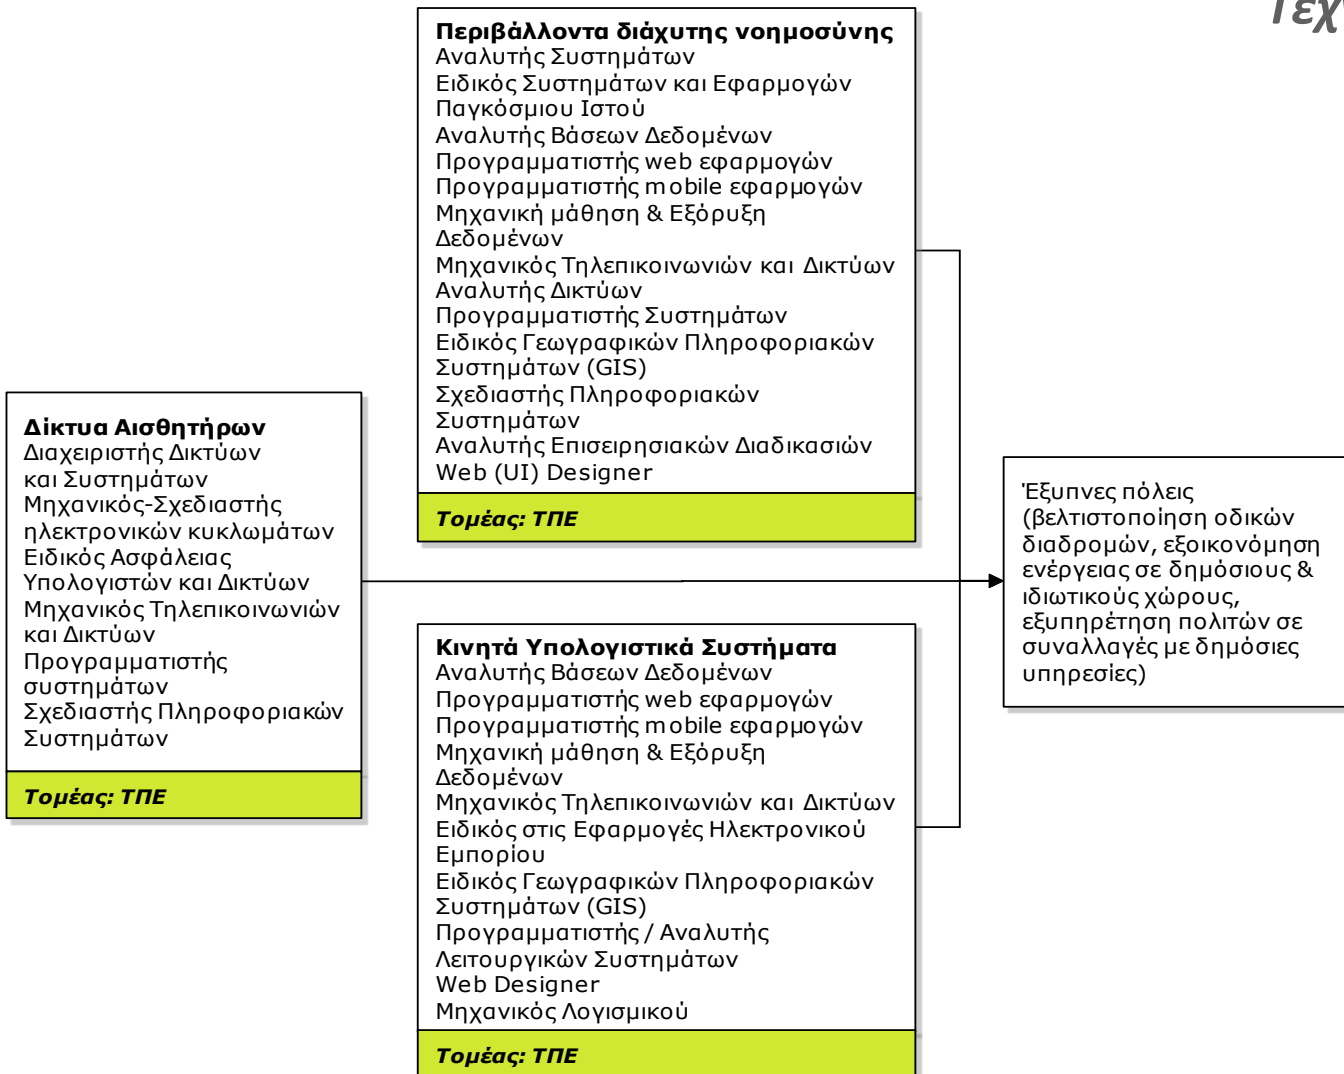 Τεχν
Περιβάλλοντα διάχυτης νοημοσύνης
Αναλυτής Συστημάτων
Ειδικός Συστημάτων και Εφαρμογών
Παγκόσμιου Ιστού
Αναλυτής Βάσεων Δεδομένων
Προγραμματιστής web εφαρμογών
Προγραμματιστής mobile εφαρμογών
Μηχανική μάθηση & Εξόρυξη
Δεδομένων
Μηχανικός Τηλεπικοινωνιών και Δικτύων
Αναλυτής Δικτύων
Προγραμματιστής Συστημάτων
Ειδικός Γεωγραφικών Πληροφοριακών
Συστημάτων (GIS)
Σχεδιαστής Πληροφοριακών
Συστημάτων
Αναλυτής Επισειρησιακών Διαδικασιών
Web (UI) Designer
Τομέας: ΤΠΕ
Δίκτυα Αισθητήρων
Διαχειριστής Δικτύων
και Συστημάτων
Μηχανικός-Σχεδιαστής
ηλεκτρονικών κυκλωμάτων
Ειδικός Ασφάλειας
Υπολογιστών και Δικτύων
Μηχανικός Τηλεπικοινωνιών
και Δικτύων
Προγραμματιστής
συστημάτων
Σχεδιαστής Πληροφοριακών
Συστημάτων
Τομέας: ΤΠΕ
Κινητά Υπολογιστικά Συστήματα
Αναλυτής Βάσεων Δεδομένων
Προγραμματιστής web εφαρμογών
Προγραμματιστής mobile εφαρμογών
Μηχανική μάθηση & Εξόρυξη
Δεδομένων
Μηχανικός Τηλεπικοινωνιών και Δικτύων
Ειδικός στις Εφαρμογές Ηλεκτρονικού
Εμπορίου
Ειδικός Γεωγραφικών Πληροφοριακών
Συστημάτων (GIS)
Προγραμματιστής / Αναλυτής
Λειτουργικών Συστημάτων
Web Designer
Μηχανικός Λογισμικού
Τομέας: ΤΠΕ
Έξυπνες πόλεις
(βελτιστοποίηση οδικών
διαδρομών, εξοικονόμηση
ενέργειας σε δημόσιους &
ιδιωτικούς χώρους,
εξυπηρέτηση πολιτών σε
συναλλαγές με δημόσιες
υπηρεσίες)